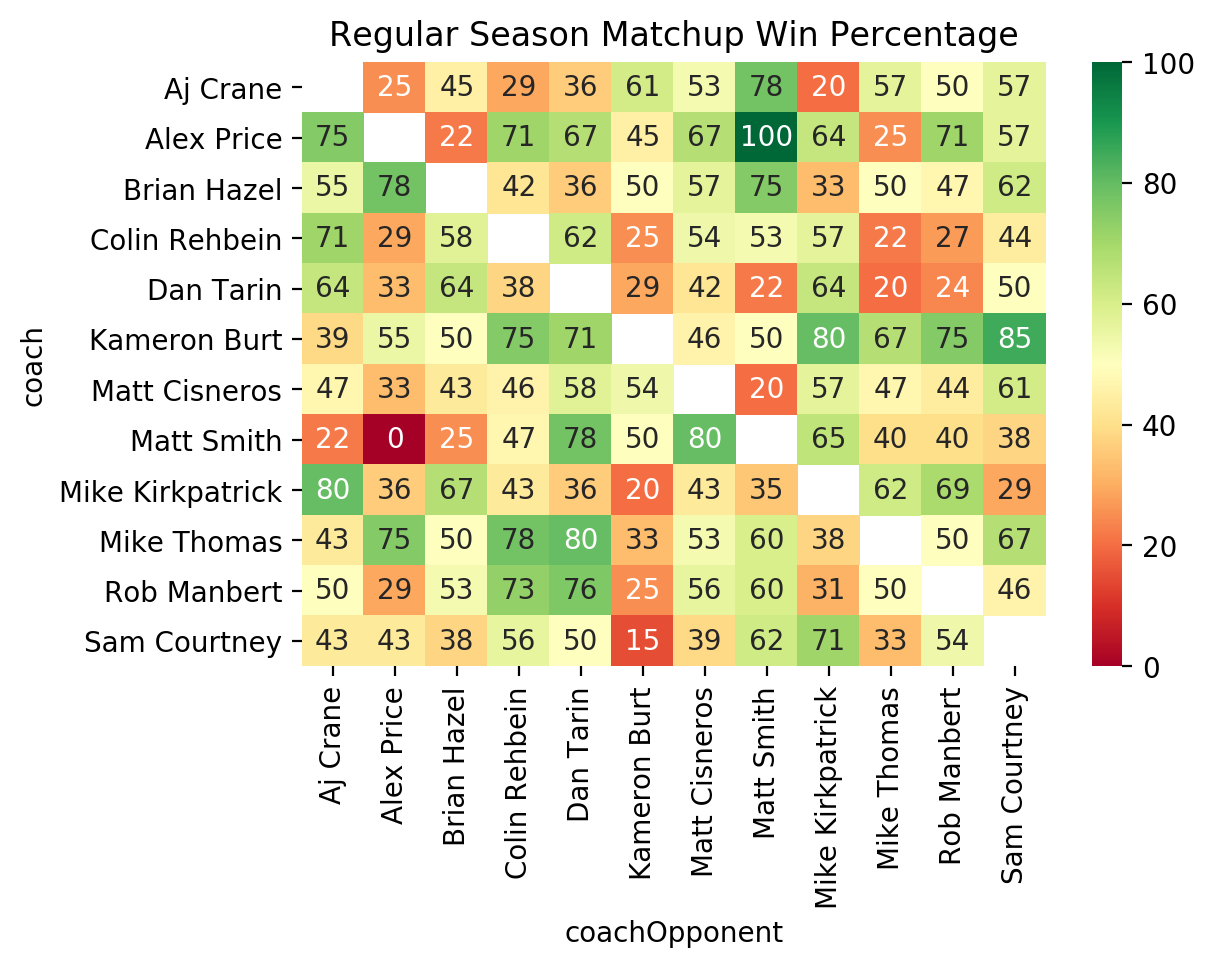 Regular Season Matchup Win Percentage
coach
Aj Crane 25 45 29 36 61 53 78 20 57 50 57
Alex Price 75 22 71 67 45 67 100 64 25 71 57
Brian Hazel 55 78 42 36 50 57 75 33 50 47 62
Colin Rehbein 71 29 58 62 25 54 53 57 22 27 44
Dan Tarin 64 33 64 38 29 42 22 64 20 24 50
Kameron Burt 39 55 50 75 71 46 50 80 67 75 85
Matt Cisneros 47 33 43 46 58 54 20 57 47 44 61
Matt Smith 22 0 25 47 78 50 80 65 40 40 38
Mike Kirkpatrick 80 36 67 43 36 20 43 35 62 69 29
Mike Thomas 43 75 50 78 80 33 53 60 38 50 67
Rob Manbert 50 29 53 73 76 25 56 60 31 50 46
Sam Courtney 43 43 38 56 50 15 39 62 71 33 54
Aj Crane
Alex Price
Brian Hazel
Colin Rehbein
Dan Tarin
Kameron Burt
Matt Cisneros
Matt Smith
Mike Kirkpatrick
Mike Thomas
Rob Manbert
Sam Courtney
coachOpponent
100
80
60
40
20
0